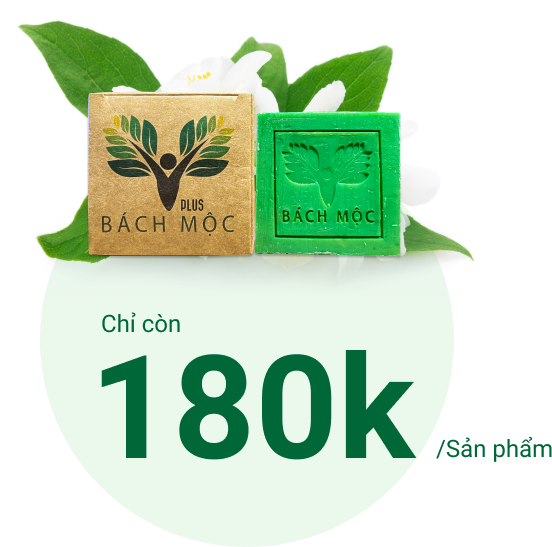 PLUS
BÁCH MỘC
BÁCH MỘC
Chỉ còn
180k
/Sản phẩm